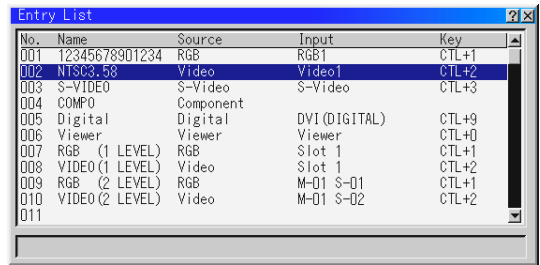 Entry List
No. Name Source Input Key
001 12345678901234 RGB RGB1 CTL+1
002 NTSC3.58 Video Video1 CTL+2
003 S-VIDEO S-Video S-Video CTL+3
004 COMPO Component
005 Digital Digital DVI(DIGITAL) CTL+9
006 Viewer Viewer Viewer CTL+0
007 RGB (1 LEVEL) RGB Slot 1 CTL+1
008 VIDEO(1 LEVEL) Video Slot 1 CTL+2
009 RGB (2 LEVEL) RGB M-01 S-01 CTL+1
010 VIDEO(2 LEVEL) Video M-01 S-02 CTL+2
011